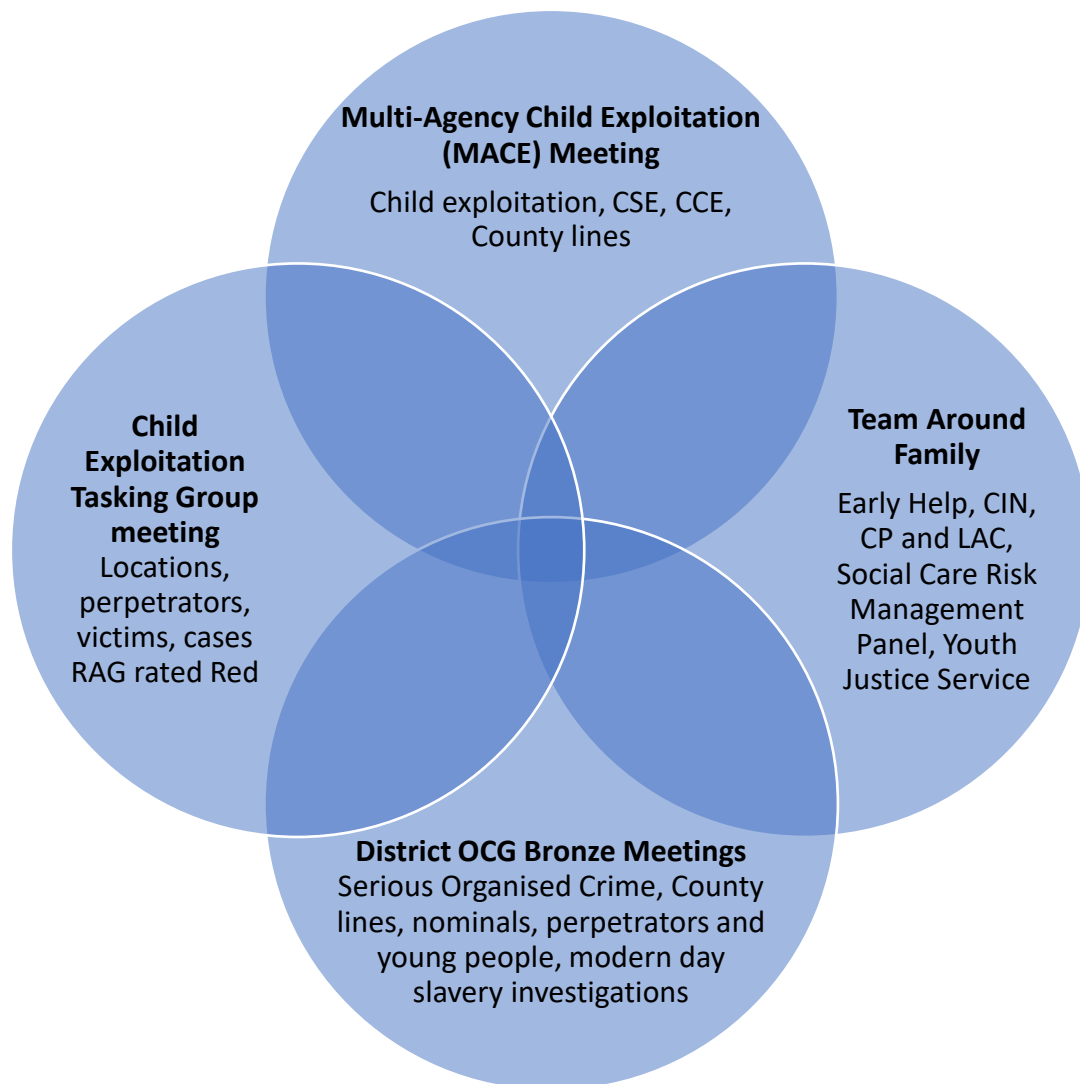 Multi-Agency Child Exploitation
(MACE) Meeting
Child exploitation, CSE, CCE,
County lines
Child
Exploitation
Tasking Group
meeting
Locations,
perpetrators,
victims, cases
RAG rated Red
Team Around
Family
Early Help, CIN,
CP and LAC,
Social Care Risk
Management
Panel, Youth
Justice Service
District OCG Bronze Meetings
Serious Organised Crime, County
lines, nominals, perpetrators and
young people, modern day
slavery investigations